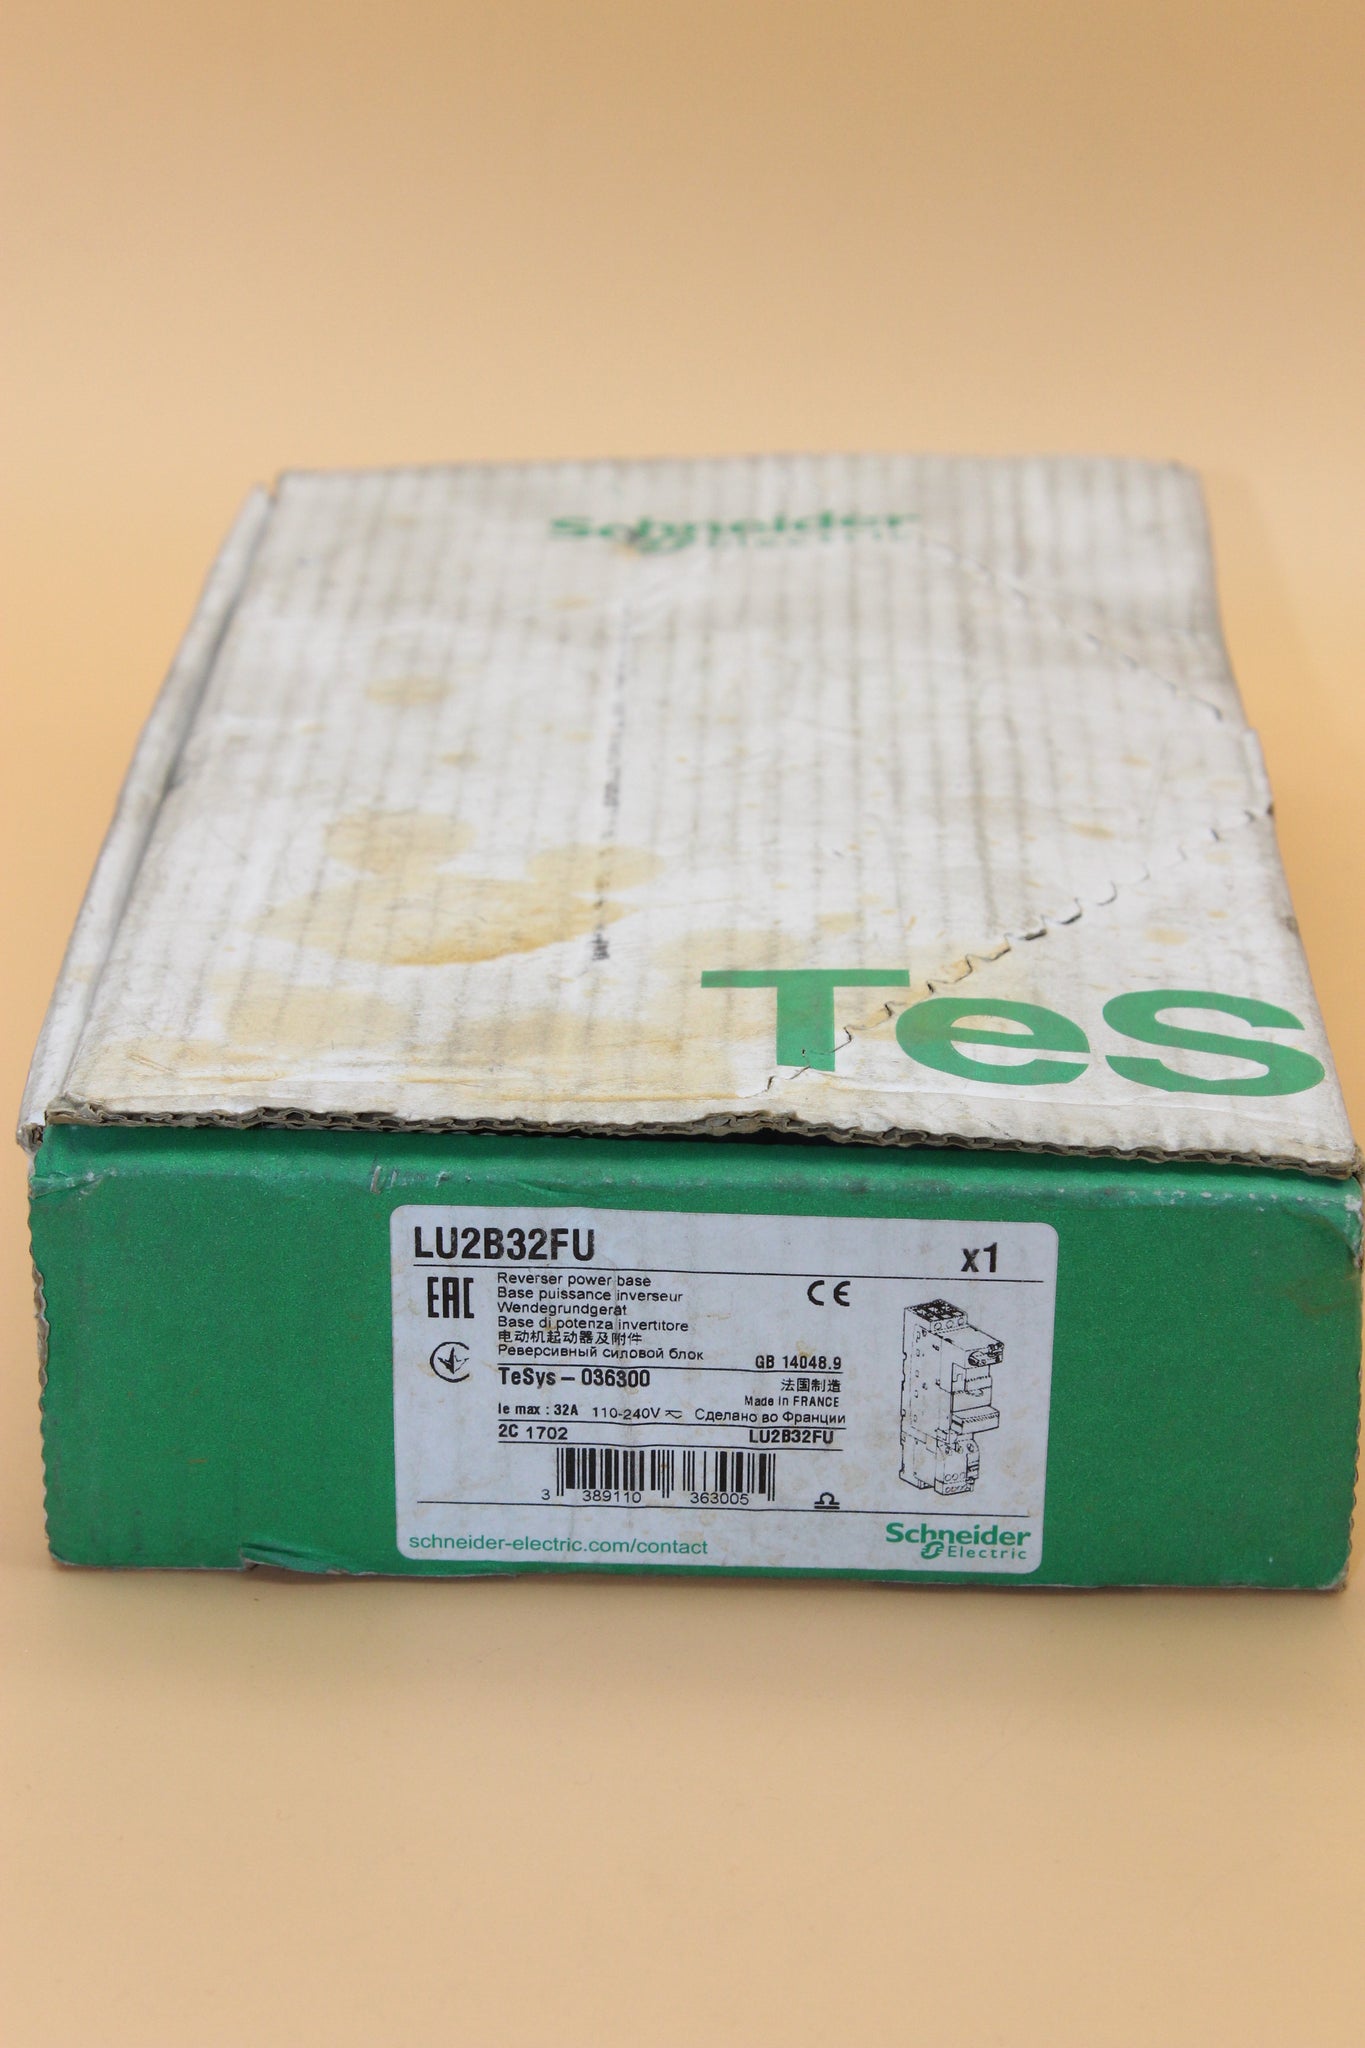 Schneider
Electric
TeS
LU2B32FU
x1
EAC
Reverser power base
CE
Base puissance inverseur
Wendegrundgerät
Base di potenza invertitore
电动机起动器及附件
Реверсивный силовой блок
GB 14048.9
TeSys - 036300
法国制造
Made in FRANCE
Ie max : 32A 110-240V Сделано во Франции
2C 1702
LU2B32FU
3 389110 363005
schneider-electric.com/contact
Schneider
Electric